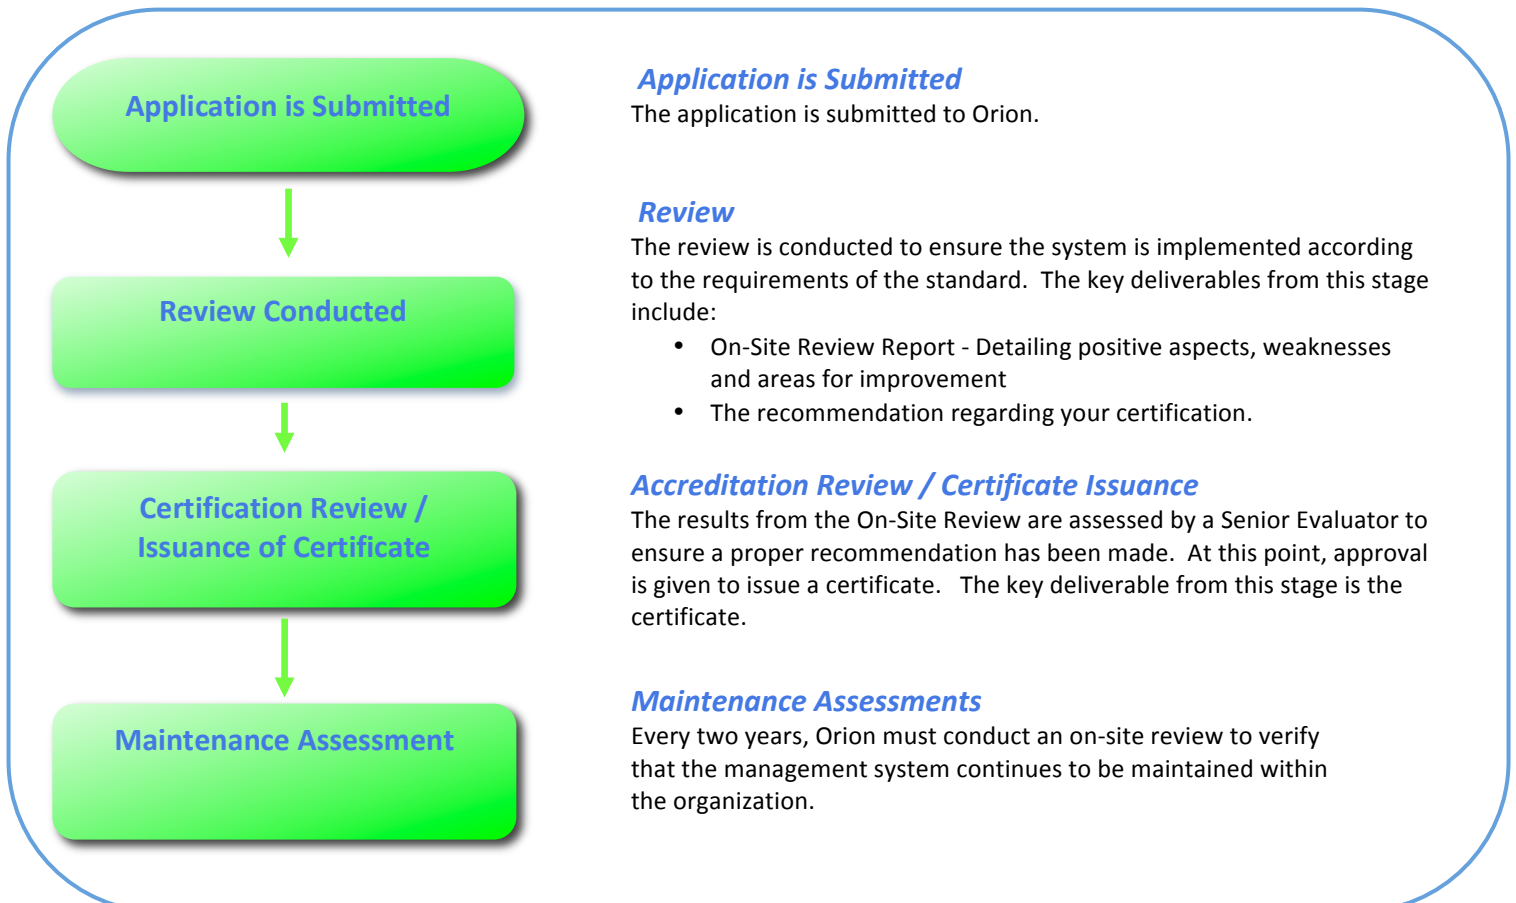 Application is Submitted
Application is Submitted
The application is submitted to Orion.
Review Conducted
Review
The review is conducted to ensure the system is implemented according
to the requirements of the standard.  The key deliverables from this stage
include:
• On-Site Review Report - Detailing positive aspects, weaknesses
and areas for improvement
• The recommendation regarding your certification.
Certification Review /
Issuance of Certificate
Accreditation Review / Certificate Issuance
The results from the On-Site Review are assessed by a Senior Evaluator to
ensure a proper recommendation has been made.  At this point, approval
is given to issue a certificate.   The key deliverable from this stage is the
certificate.
Maintenance Assessment
Maintenance Assessments
Every two years, Orion must conduct an on-site review to verify
that the management system continues to be maintained within
the organization.